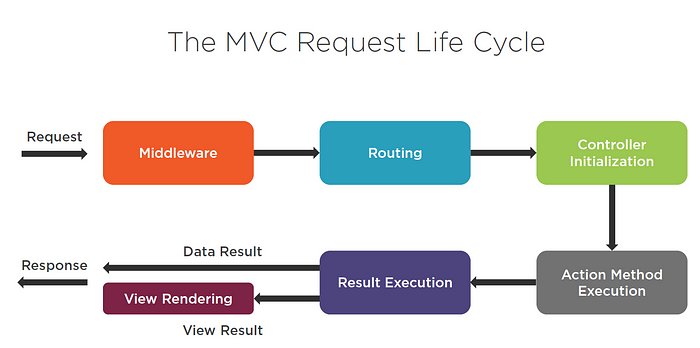 The MVC Request Life Cycle
Request
Middleware
Routing
Controller
Initialization
Data Result
Response
Result Execution
Action Method
Execution
View Rendering
View Result